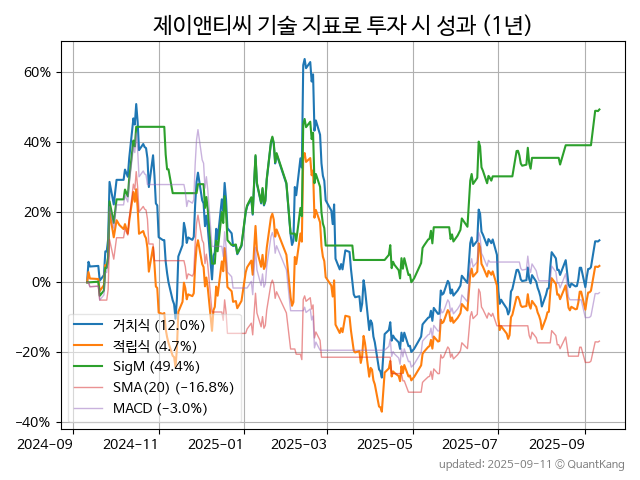 제이앤티씨 기술 지표로 투자 시 성과 (1년)
60%
40%
20%
0%
−20%
−40%
거치식 (12.0%)
적립식 (4.7%)
SigM (49.4%)
SMA(20) (−16.8%)
MACD (−3.0%)
2024-09
2024-11
2025-01
2025-03
2025-05
2025-07
2025-09
updated: 2025-09-11 © QuantKang